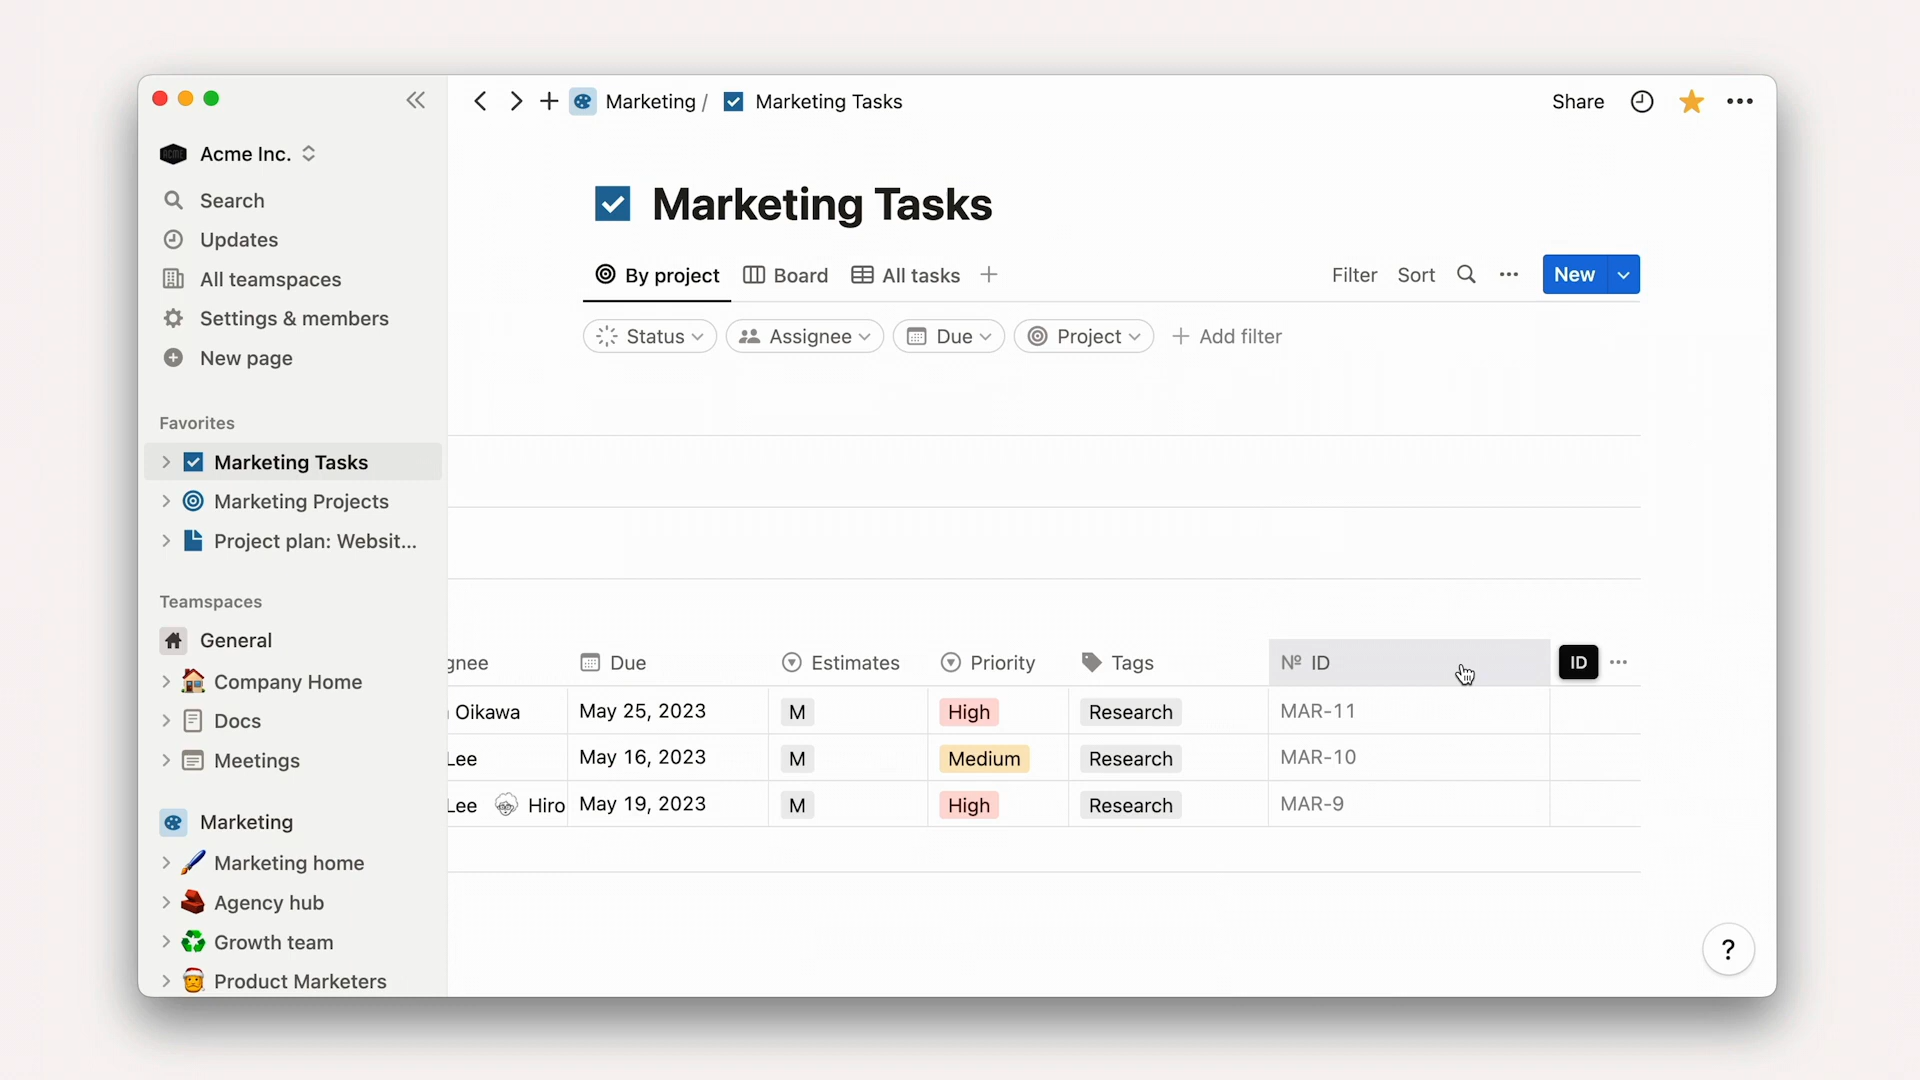 Marketing / Marketing Tasks
Share
Acme Inc.
Search
Updates
All teamspaces
Settings & members
New page
Favorites
Marketing Tasks
Marketing Projects
Project plan: Websit...
Teamspaces
General
Company Home
Docs
Meetings
Marketing
Marketing home
Agency hub
Growth team
Product Marketers
Marketing Tasks
By project Board All tasks
Filter Sort New
Status Assignee Due Project Add filter
gnee Due Estimates Priority Tags Nº ID ID
Oikawa May 25, 2023 M High Research MAR-11
Lee May 16, 2023 M Medium Research MAR-10
Lee Hiro May 19, 2023 M High Research MAR-9
?